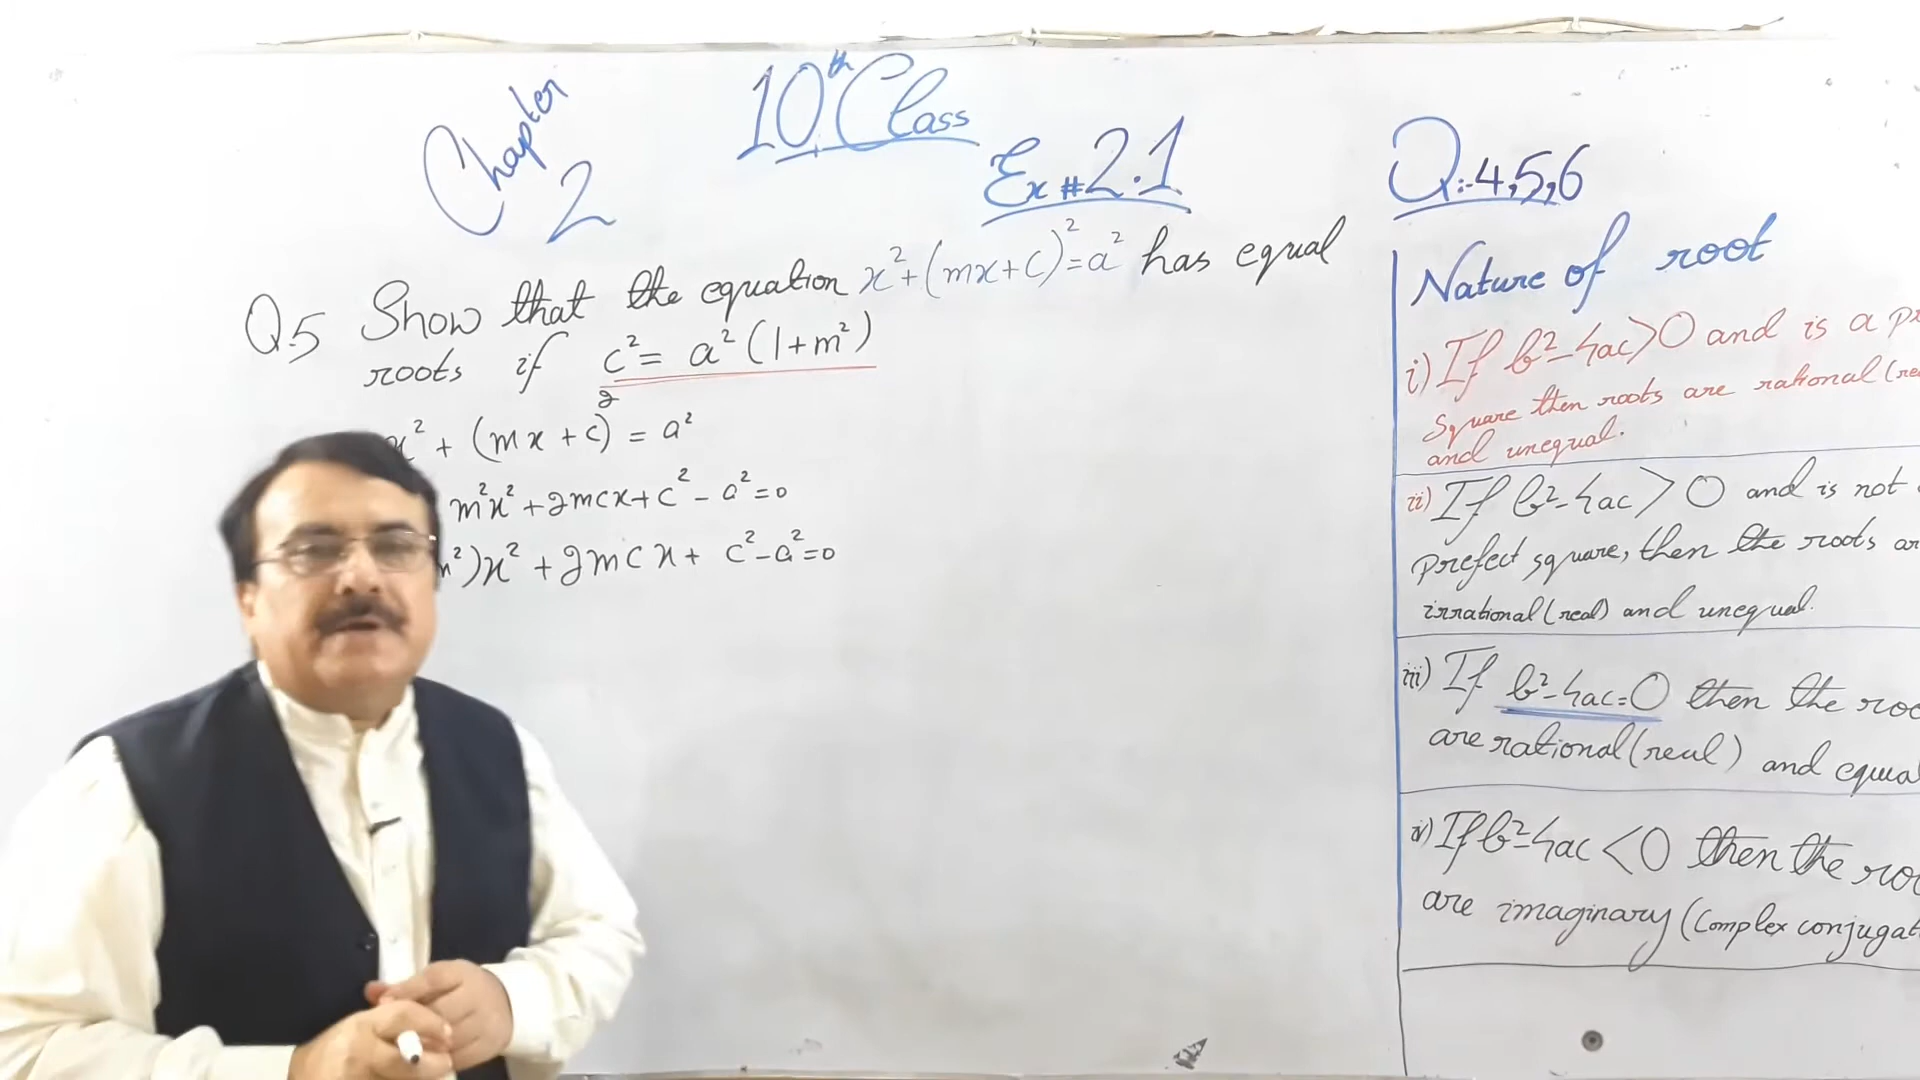 Chapter 2
10th Class
Ex # 2.1
Q:-4,5,6
Q.5 Show that the equation x²+(mx+c)²=a² has equal
roots if c²= a²(1+m²)
x² + (mx+c)² = a²
m²x²+2mcx+c²-a²=0
²)x²+2mcx+ c²-a²=0
Nature of root
i) If b²-4ac>0 and is a
Square then roots are rational
and unequal.
ii) If b²-4ac > 0 and is not
prefect square, then the roots
irrational (real) and unequal.
iii) If b²-4ac=0 then the
are rational (real) and
iv) If b²-4ac <0 then the
are imaginary (Complex